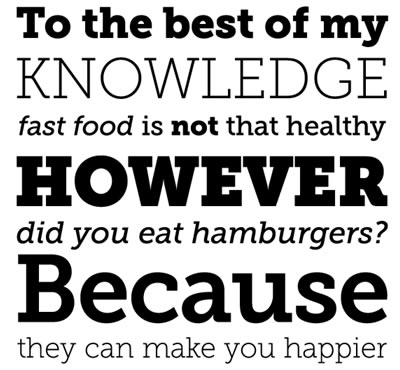 To the best of my
KNOWLEDGE
fast food is not that healthy
HOWEVER
did you eat hamburgers?
Because
they can make you happier